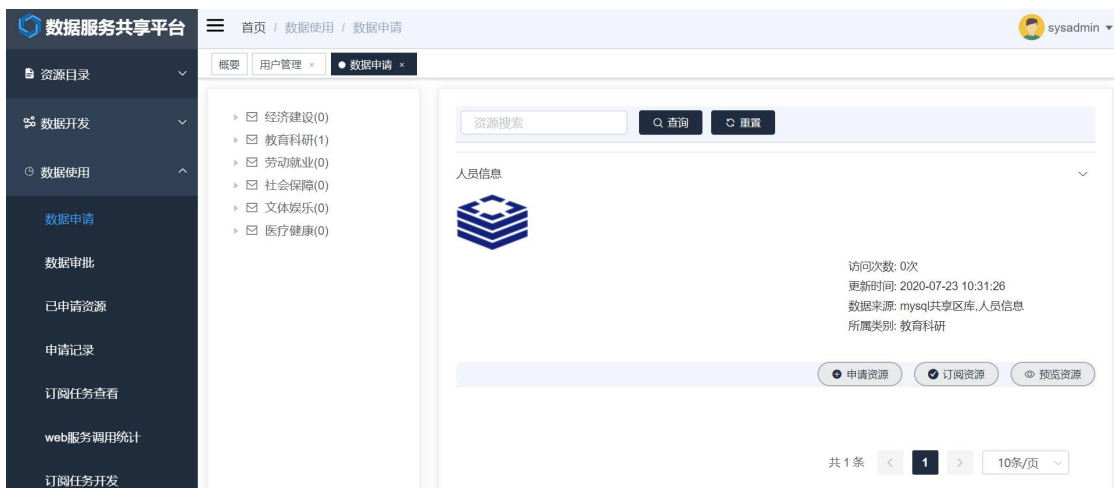 数据服务共享平台
首页 / 数据使用 / 数据申请
sysadmin
概要 用户管理 × 数据申请 ×
资源目录
数据开发
数据使用
数据申请
数据审批
已申请资源
申请记录
订阅任务查看
web服务调用统计
订阅任务开发
经济建设(0)
教育科研(1)
劳动就业(0)
社会保障(0)
文体娱乐(0)
医疗健康(0)
资源搜索 查询 重置
人员信息
访问次数: 0次
更新时间: 2020-07-23 10:31:26
数据来源: mysql共享区库,人员信息
所属类别: 教育科研
申请资源 订阅资源 预览资源
共 1 条 < 1 > 10条/页